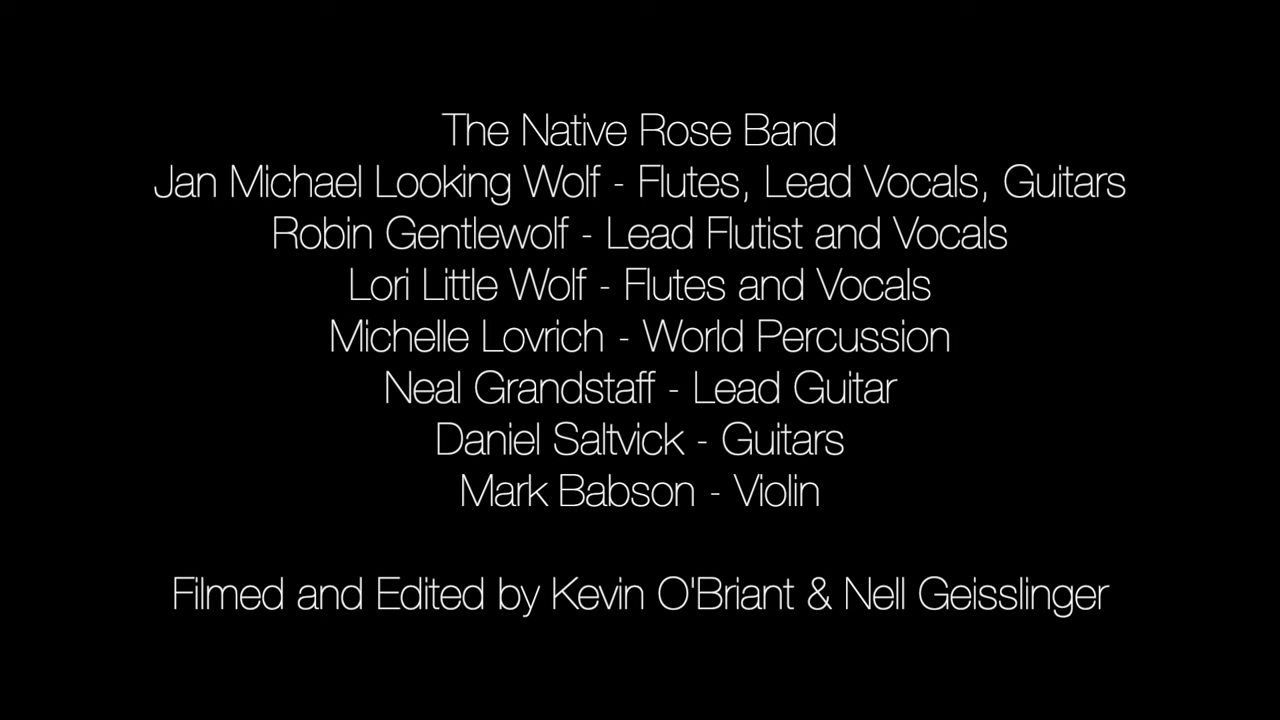 The Native Rose Band
Jan Michael Looking Wolf - Flutes, Lead Vocals, Guitars
Robin Gentlewolf - Lead Flutist and Vocals
Lori Little Wolf - Flutes and Vocals
Michelle Lovrich - World Percussion
Neal Grandstaff - Lead Guitar
Daniel Saltvick - Guitars
Mark Babson - Violin
Filmed and Edited by Kevin O'Briant & Nell Geisslinger